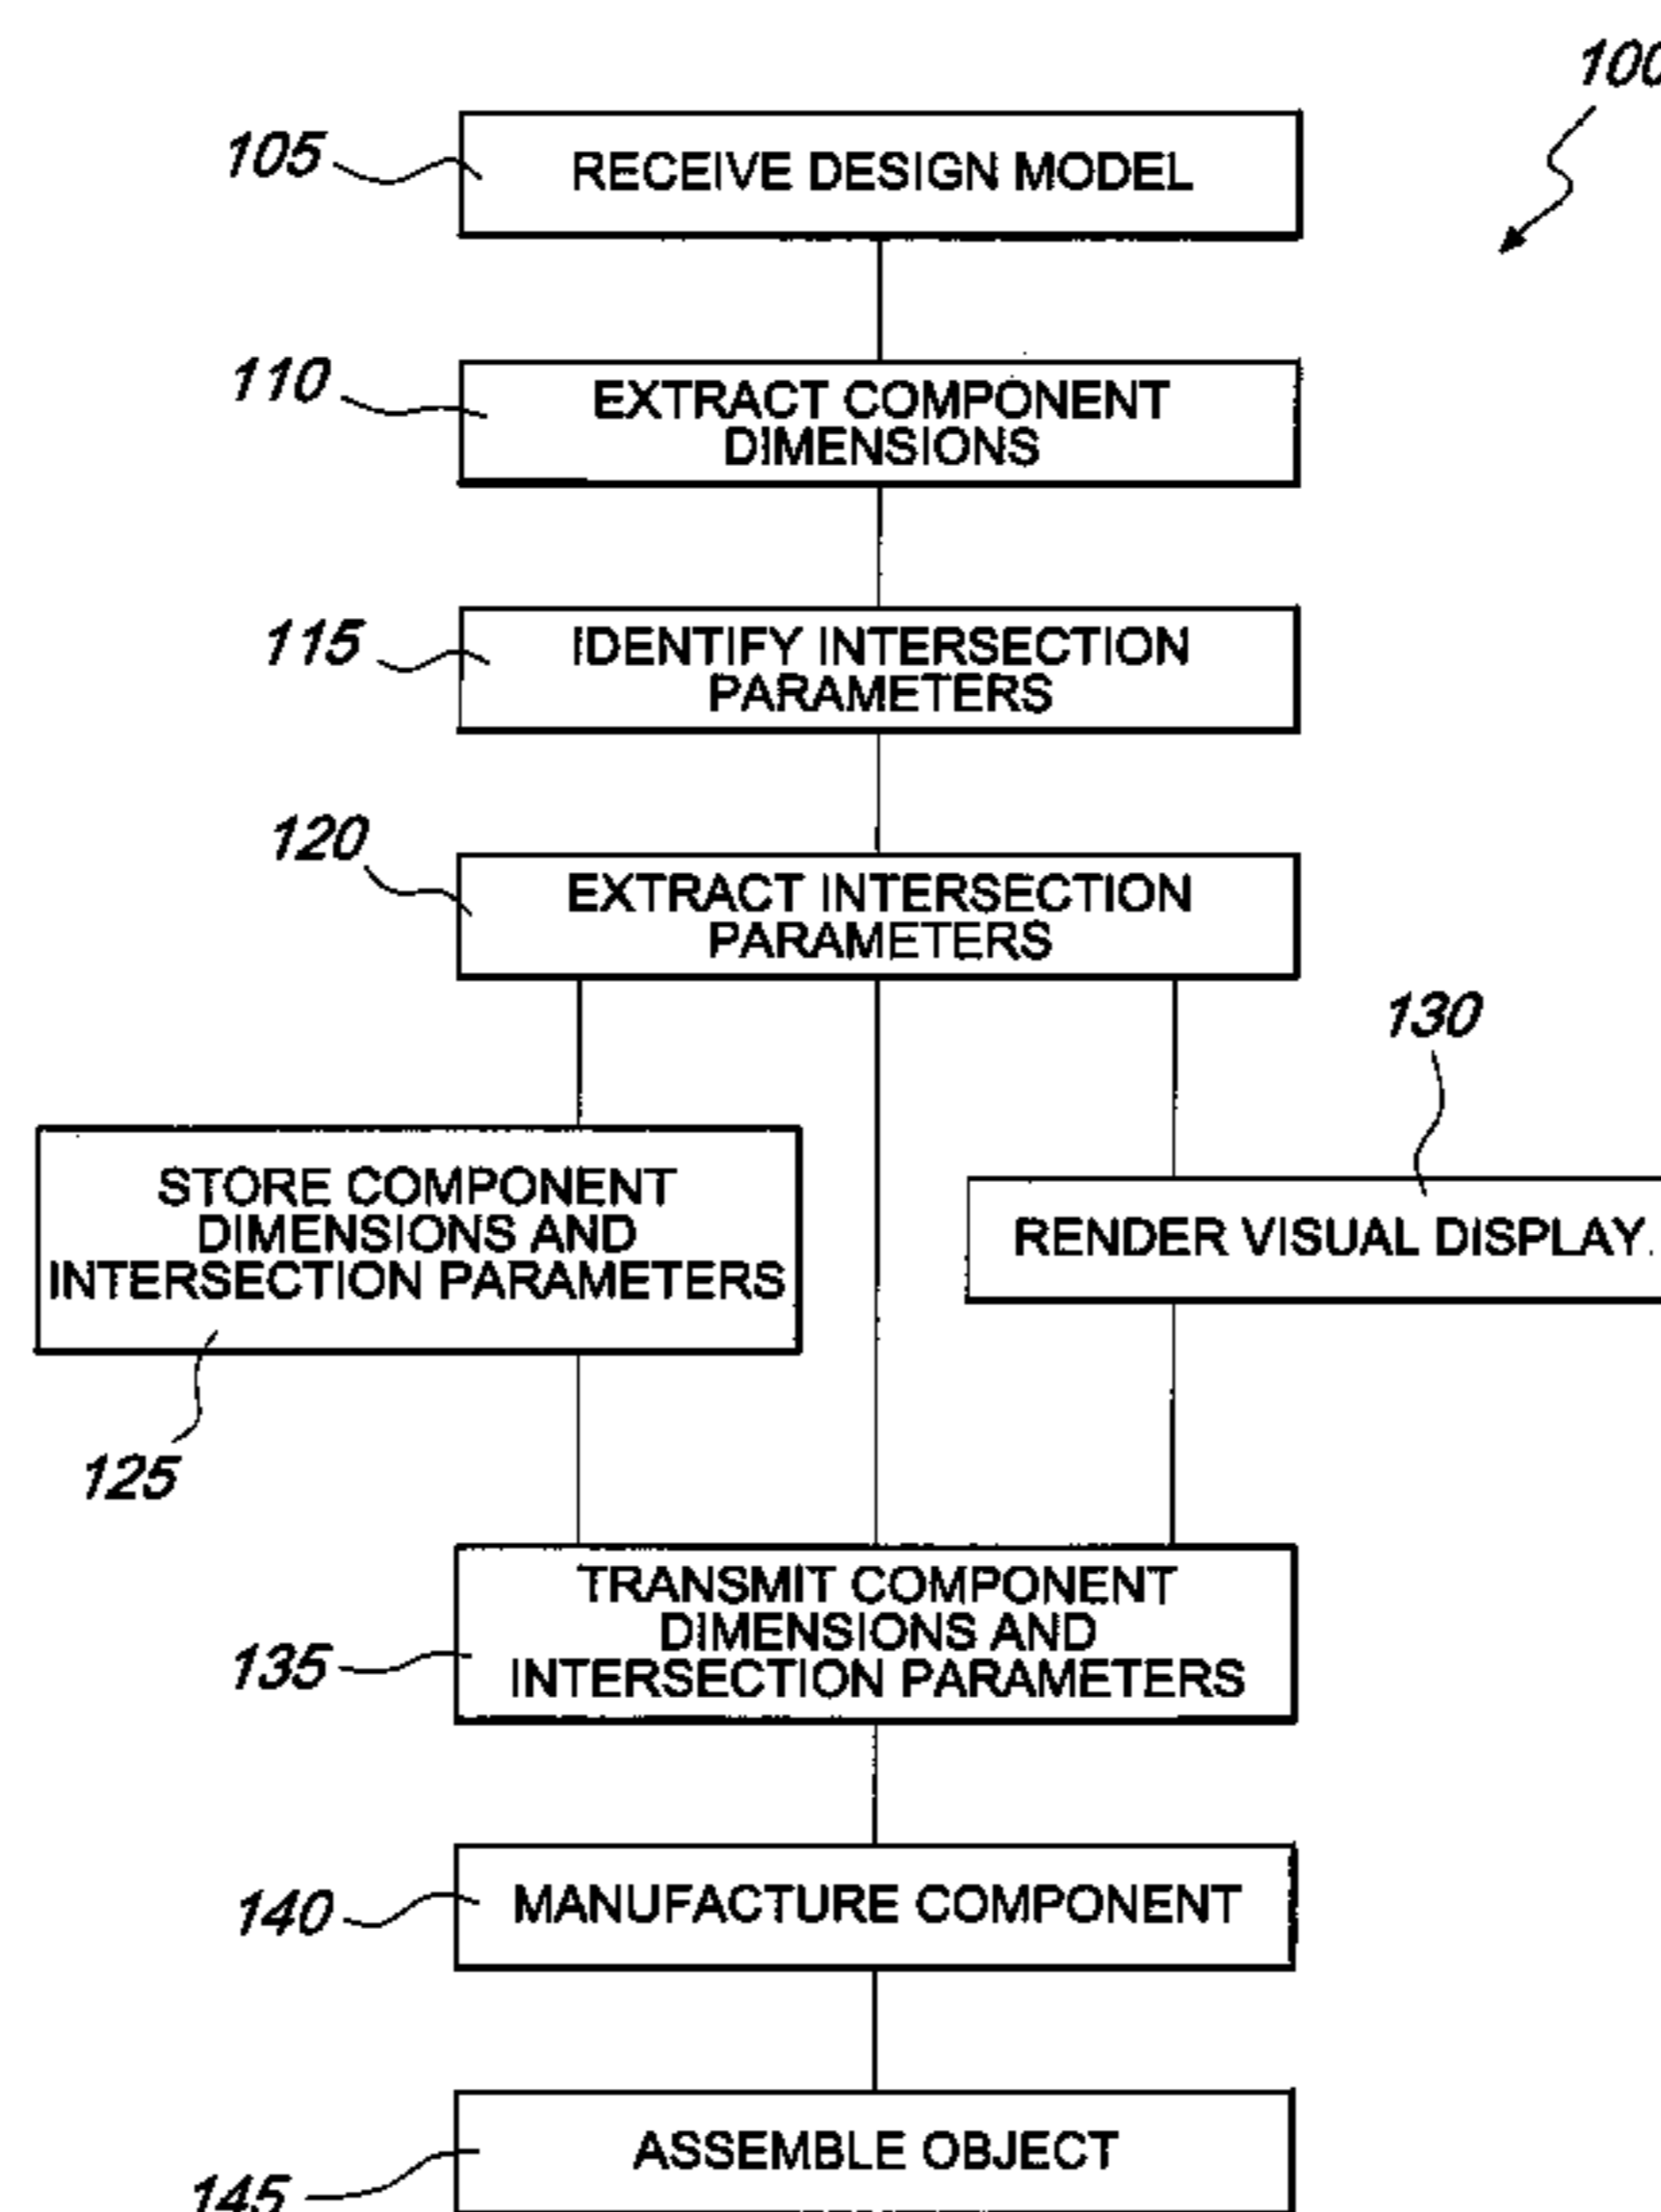 100
105
RECEIVE DESIGN MODEL
110
EXTRACT COMPONENT
DIMENSIONS
115
IDENTIFY INTERSECTION
PARAMETERS
120
EXTRACT INTERSECTION
PARAMETERS
130
STORE COMPONENT
DIMENSIONS AND
INTERSECTION PARAMETERS
RENDER VISUAL DISPLAY
125
TRANSMIT COMPONENT
DIMENSIONS AND
INTERSECTION PARAMETERS
135
140
MANUFACTURE COMPONENT
ASSEMBLE OBJECT
145